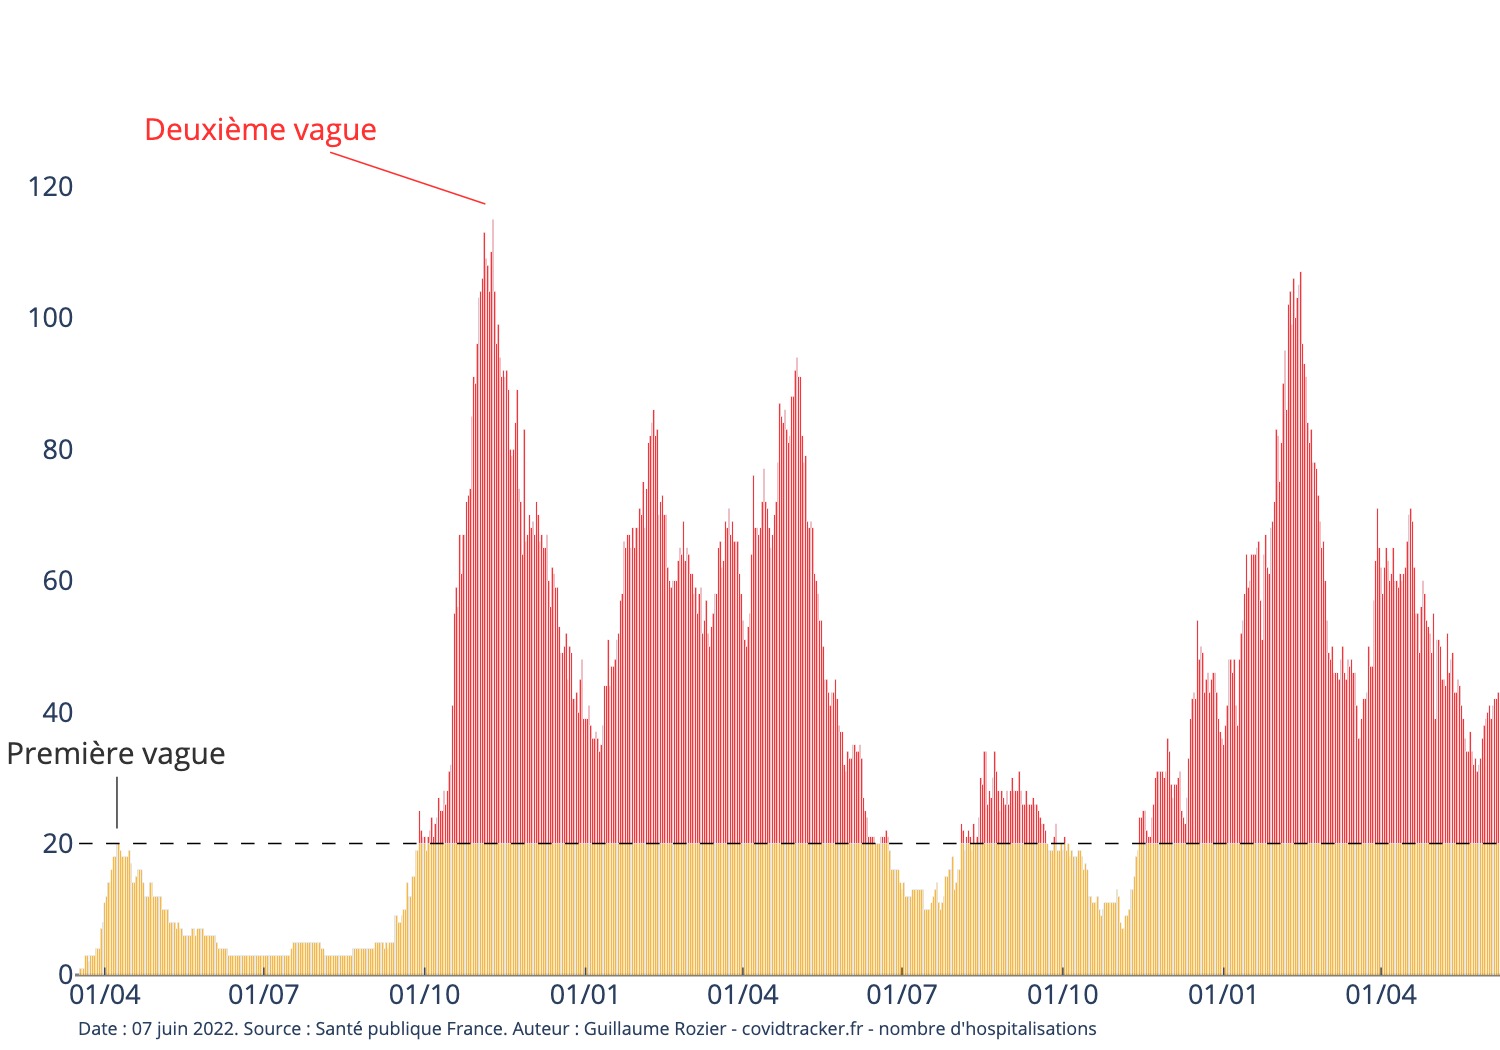 Deuxième vague
120
100
80
60
40
Première vague
20
0
01/04 01/07 01/10 01/01 01/04 01/07 01/10 01/01 01/04
Date : 07 juin 2022. Source : Santé publique France. Auteur : Guillaume Rozier - covidtracker.fr - nombre d'hospitalisations